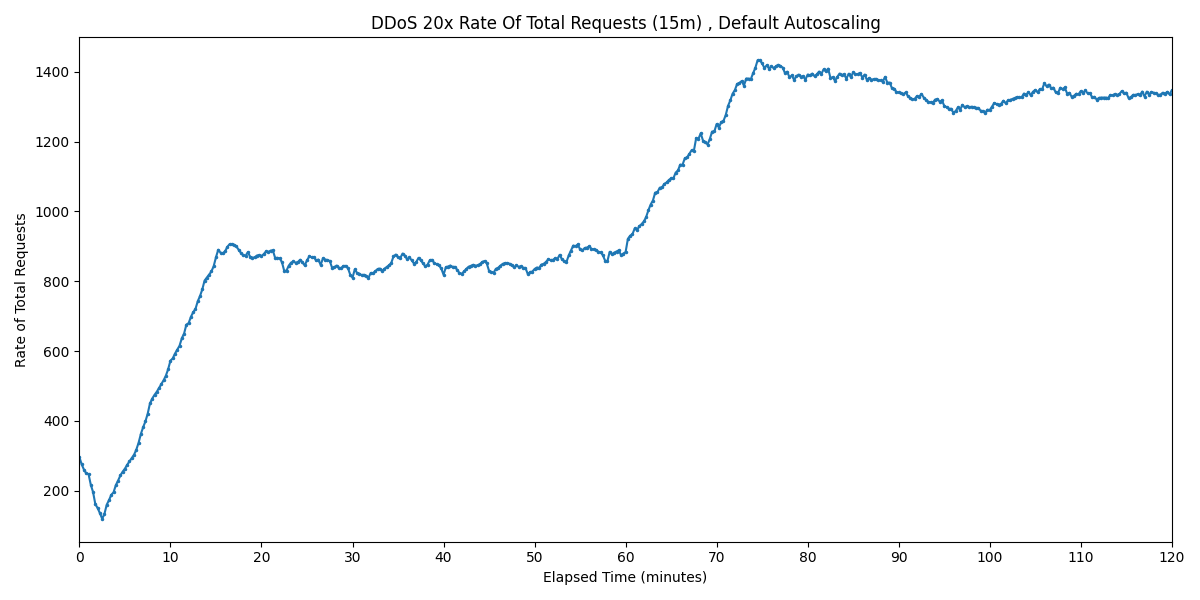 DDoS 20x Rate Of Total Requests (15m) , Default Autoscaling
Rate of Total Requests
1400
1200
1000
800
600
400
200
0 10 20 30 40 50 60 70 80 90 100 110 120
Elapsed Time (minutes)